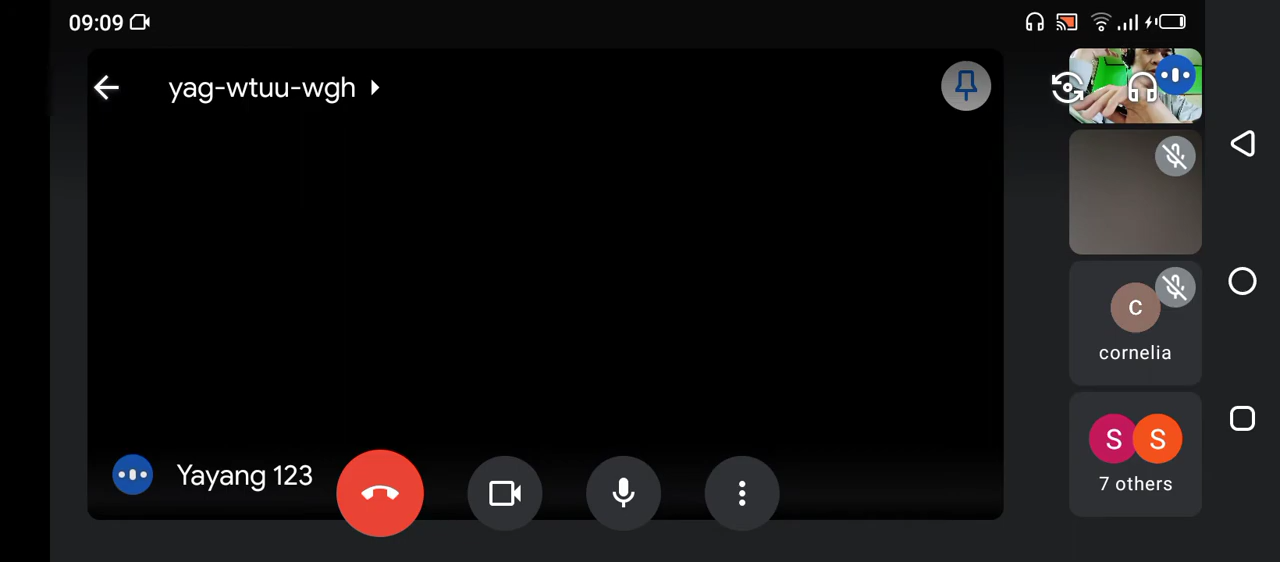 09:09
yag-wtuu-wgh
Yayang 123
C
cornelia
S S
7 others